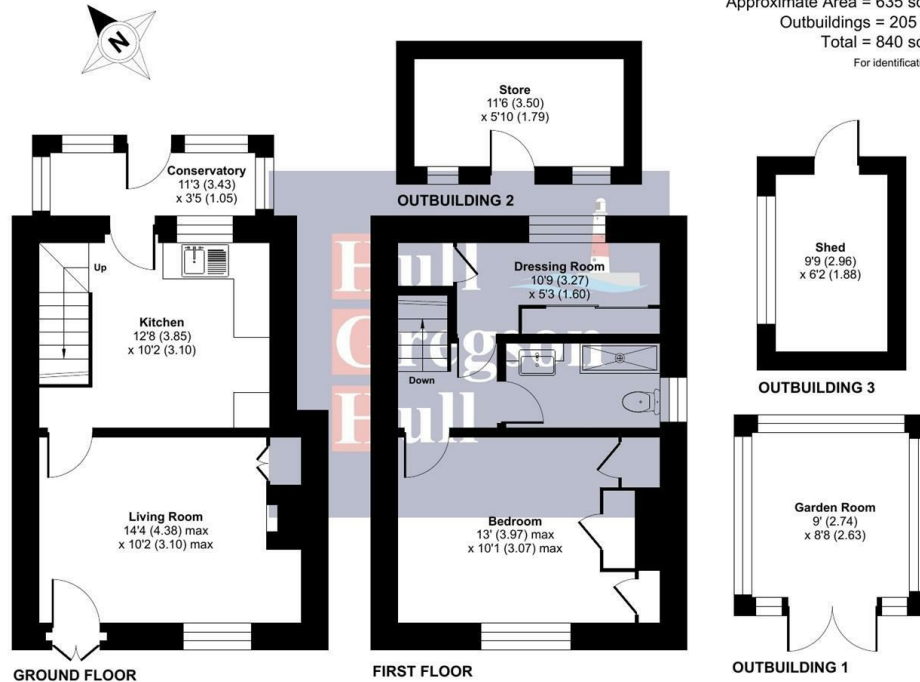 Approximate Area = 635 sq
Outbuildings = 205
Total = 840 sq
For identificati
N
Store
11'6 (3.50)
x 5'10 (1.79)
OUTBUILDING 2
Conservatory
11'3 (3.43)
x 3'5 (1.05)
Up
Kitchen
12'8 (3.85)
x 10'2 (3.10)
Living Room
14'4 (4.38) max
x 10'2 (3.10) max
GROUND FLOOR
Hull
Gregson
Hull
Dressing Room
10'9 (3.27)
x 5'3 (1.60)
Down
Bedroom
13' (3.97) max
x 10'1 (3.07) max
FIRST FLOOR
Shed
9'9 (2.96)
x 6'2 (1.88)
OUTBUILDING 3
Garden Room
9' (2.74)
x 8'8 (2.63)
OUTBUILDING 1